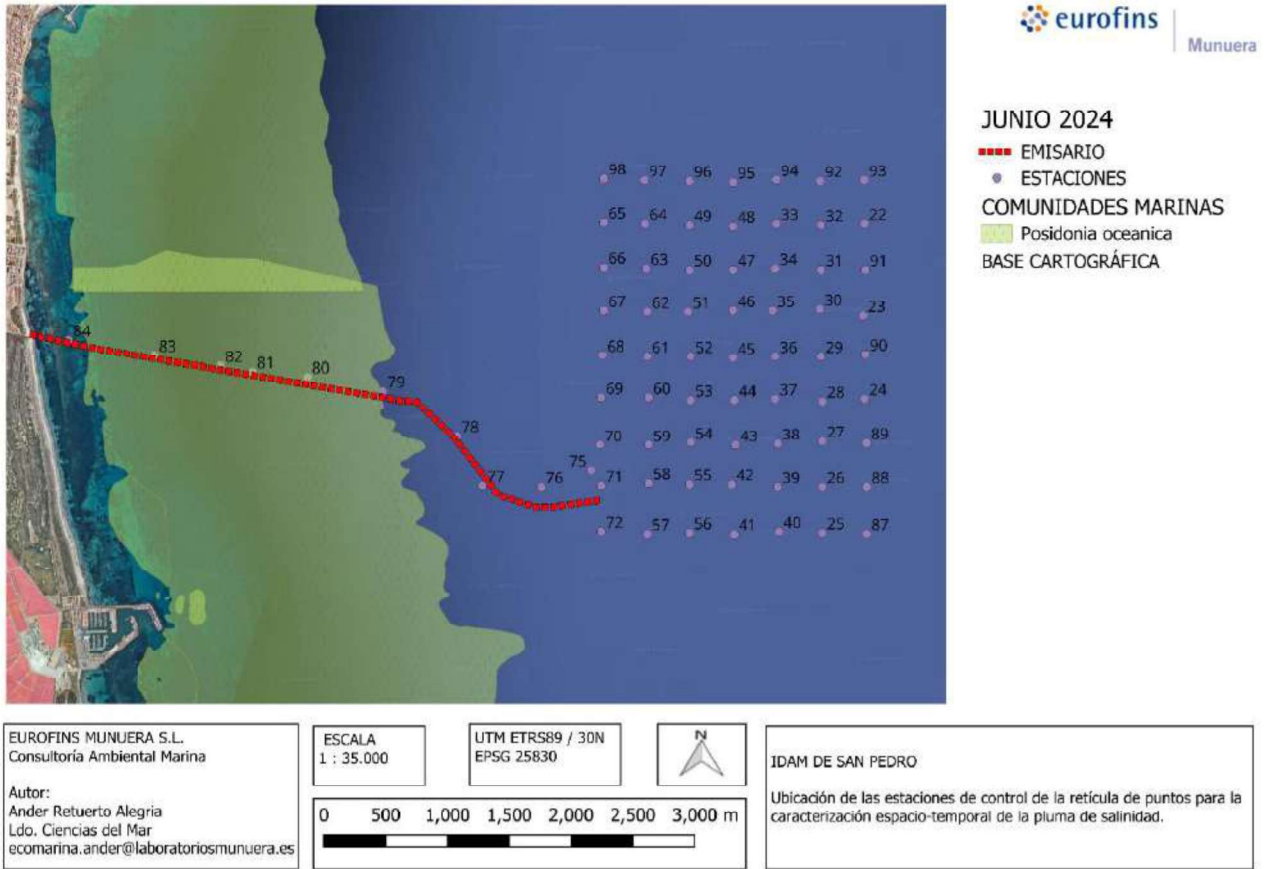 eurofins
Munuera
JUNIO 2024
EMISARIO
ESTACIONES
COMUNIDADES MARINAS
Posidonia oceanica
BASE CARTOGRÁFICA
98 97 96 95 94 92 93
65 64 49 48 33 32 22
66 63 50 47 34 31 91
67 62 51 46 35 30 23
84
83
82
81
80
79
68 61 52 45 36 29 90
69 60 53 44 37 28 24
78
70 59 54 43 38 27 89
75
77 76 71 58 55 42 39 26 88
72 57 56 41 40 25 87
EUROFINS MUNUERA S.L.
Consultoría Ambiental Marina
Autor:
Ander Retuerto Alegria
Ldo. Ciencias del Mar
ecomarina.ander@laboratoriosmunuera.es
ESCALA
1 : 35.000
UTM ETRS89 / 30N
EPSG 25830
N
0 500 1,000 1,500 2,000 2,500 3,000 m
IDAM DE SAN PEDRO
Ubicación de las estaciones de control de la retícula de puntos para la
caracterización espacio-temporal de la pluma de salinidad.